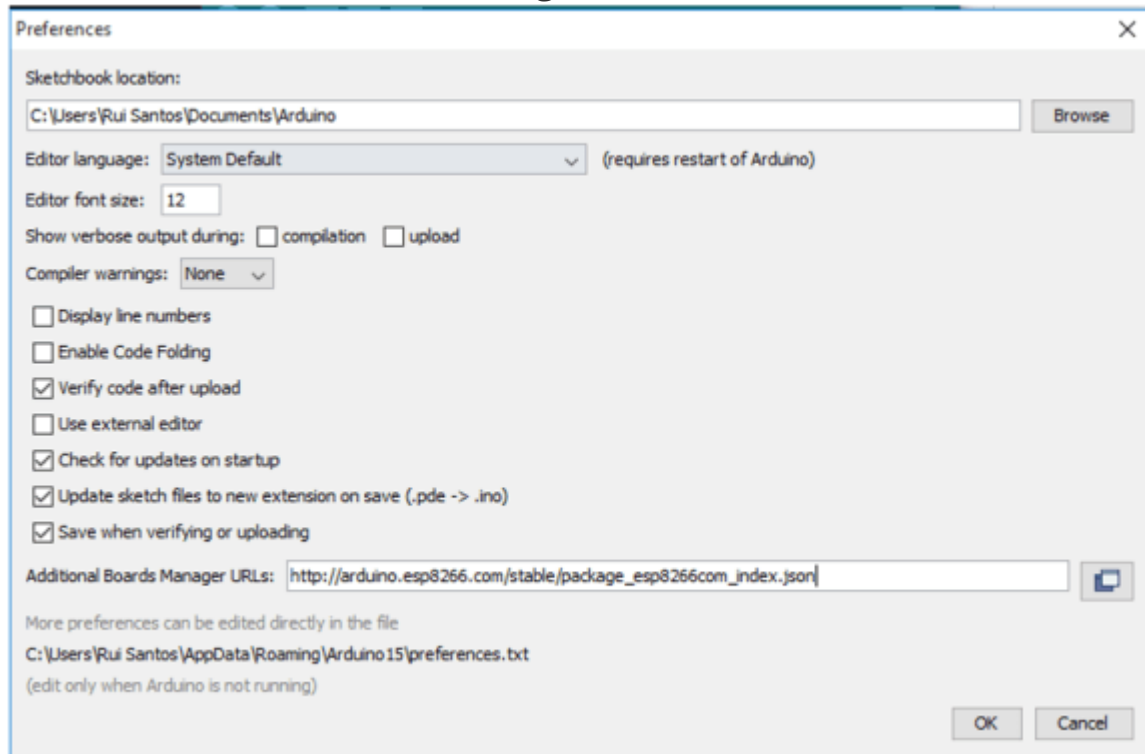 Preferences
Sketchbook location:
C:\Users\Rui Santos\Documents\Arduino Browse
Editor language: System Default (requires restart of Arduino)
Editor font size: 12
Show verbose output during: compilation upload
Compiler warnings: None
Display line numbers
Enable Code Folding
Verify code after upload
Use external editor
Check for updates on startup
Update sketch files to new extension on save (.pde -> .ino)
Save when verifying or uploading
Additional Boards Manager URLs: http://arduino.esp8266.com/stable/package_esp8266com_index.json
More preferences can be edited directly in the file
C:\Users\Rui Santos\AppData\Roaming\Arduino15\preferences.txt
(edit only when Arduino is not running)
OK Cancel